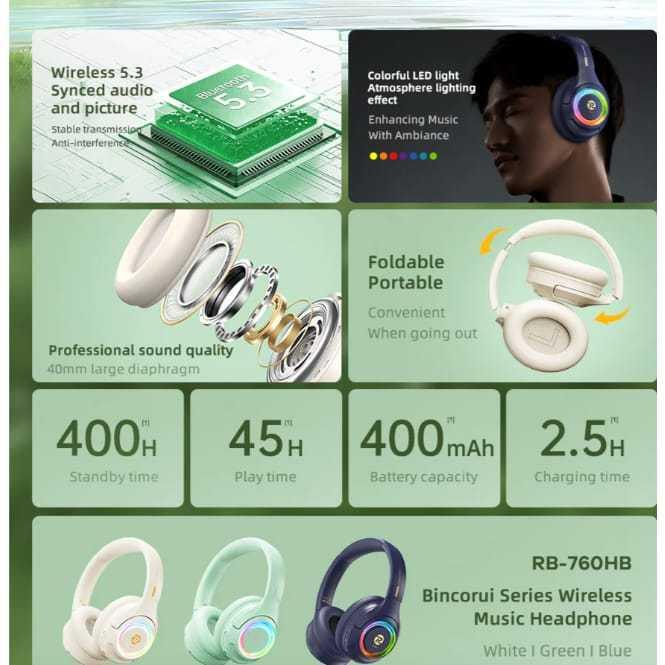 Wireless 5.3
Synced audio
and picture
Stable transmission
Anti-interference
Bluetooth
5.3
Colorful LED light
Atmosphere lighting
effect
Enhancing Music
With Ambiance
Professional sound quality
40mm large diaphragm
Foldable
Portable
Convenient
When going out
400H [1]
Standby time
45H [1]
Play time
400mAh [1]
Battery capacity
2.5H [1]
Charging time
RB-760HB
Bincorui Series Wireless
Music Headphone
White I Green I Blue